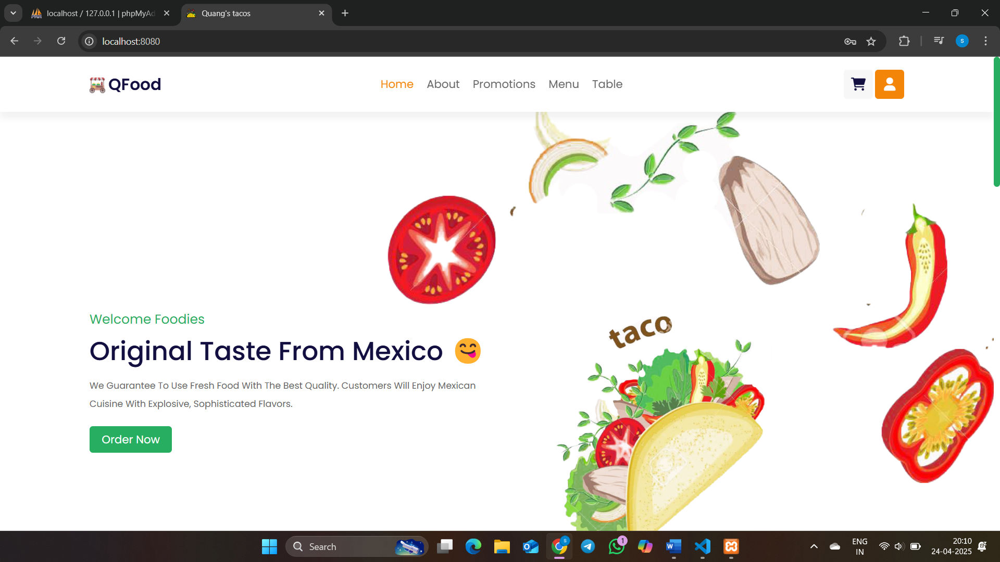 localhost / 127.0.0.1 | phpMyAd
Quang's tacos
localhost:8080
S
QFood
Home About Promotions Menu Table
taco
Welcome Foodies
Original Taste From Mexico 😋
We Guarantee To Use Fresh Food With The Best Quality. Customers Will Enjoy Mexican
Cuisine With Explosive, Sophisticated Flavors.
Order Now
Search
S
1
ENG
IN
20:10
24-04-2025